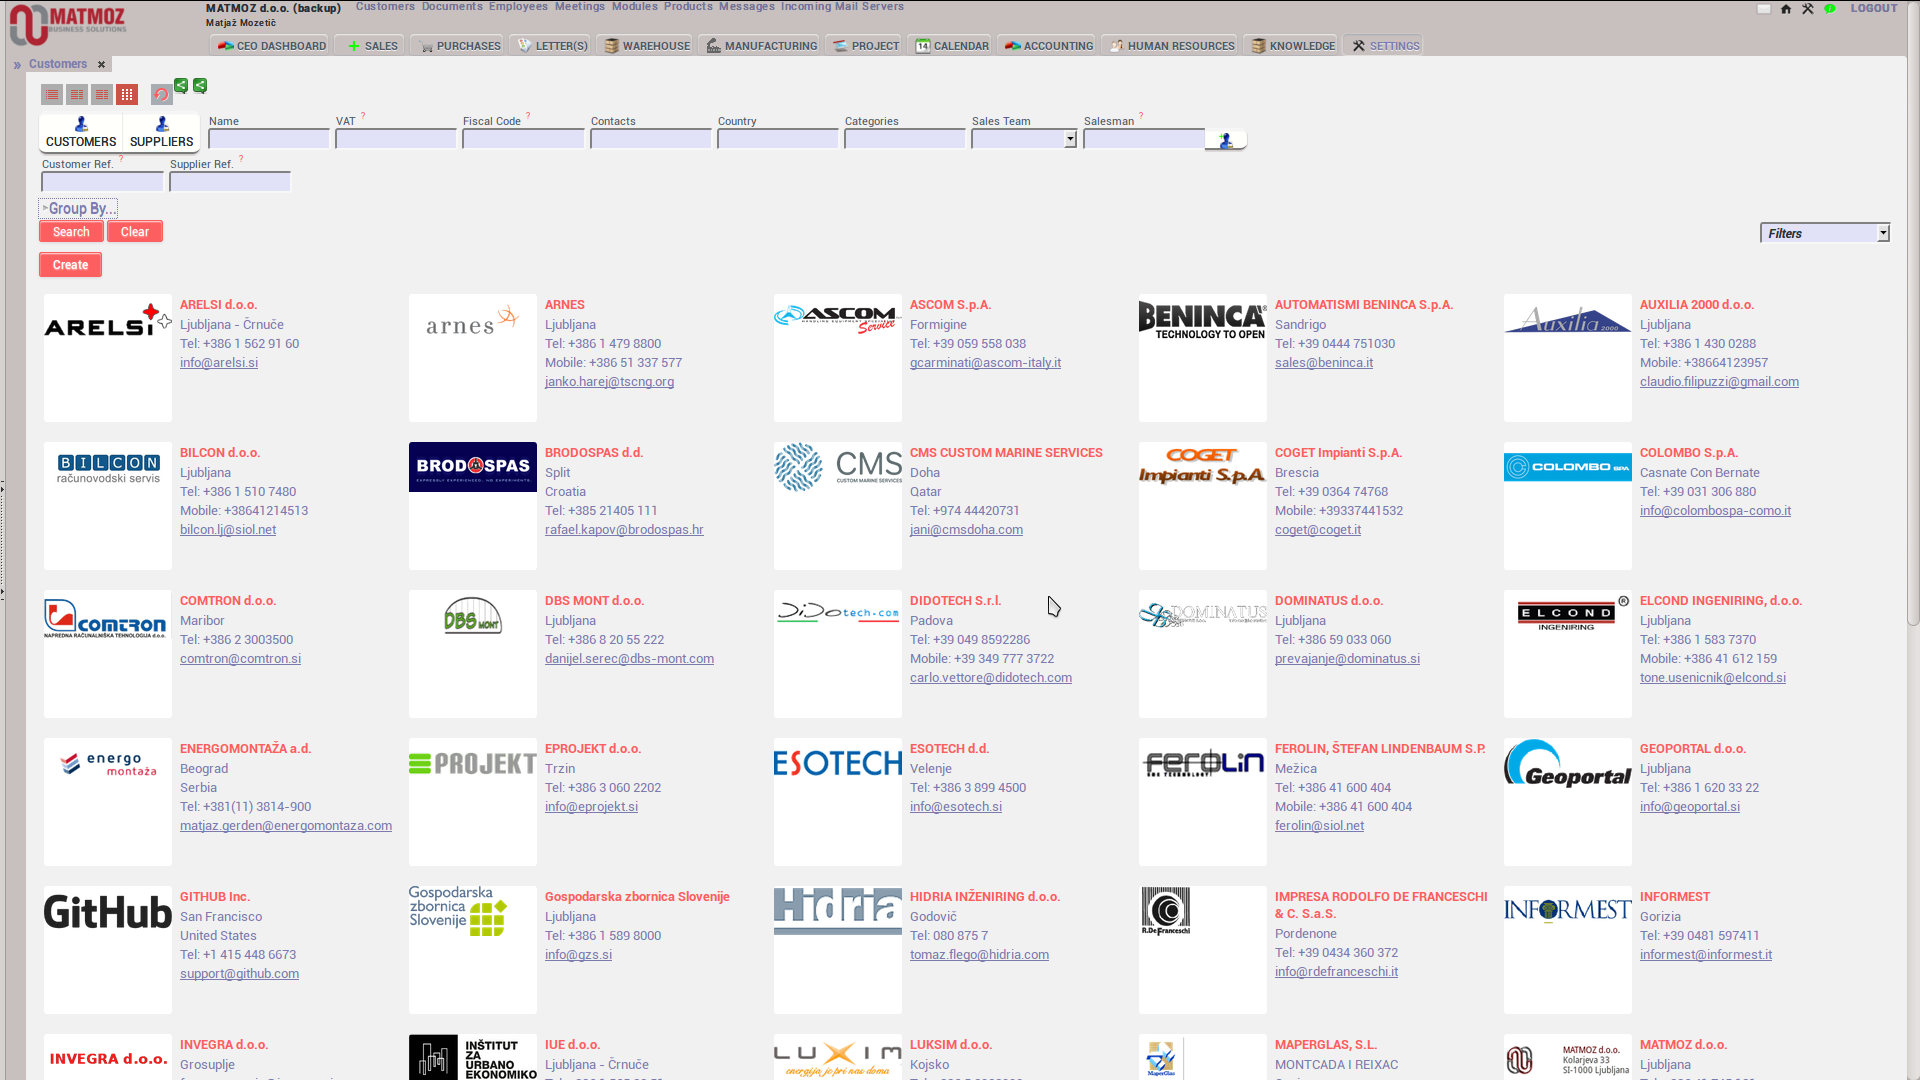 MATMOZ
BUSINESS SOLUTIONS
MATMOZ d.o.o. (backup)
Matjaž Mozetič
Customers Documents Employees Meetings Modules Products Messages Incoming Mail Servers
LOGOUT
CEO DASHBOARD SALES PURCHASES LETTER(S) WAREHOUSE MANUFACTURING PROJECT CALENDAR ACCOUNTING HUMAN RESOURCES KNOWLEDGE SETTINGS
» Customers ×
CUSTOMERS SUPPLIERS
Name VAT ? Fiscal Code ? Contacts Country Categories Sales Team Salesman ?
Customer Ref. ? Supplier Ref. ?
Group By...
Search Clear
Filters
Create
ARELSI
ARELSI d.o.o.
Ljubljana - Črnuče
Tel: +386 1 562 91 60
info@arelsi.si
arnes
ARNES
Ljubljana
Tel: +386 1 479 8800
Mobile: +386 51 337 577
janko.harej@tscng.org
ASCOM
Service
ASCOM S.p.A.
Formigine
Tel: +39 059 558 038
gcarminati@ascom-italy.it
BENINCA
TECHNOLOGY TO OPEN
AUTOMATISMI BENINCA S.p.A.
Sandrigo
Tel: +39 0444 751030
sales@beninca.it
Auxilia 2000
AUXILIA 2000 d.o.o.
Ljubljana
Tel: +386 1 430 0288
Mobile: +38664123957
claudio.filipuzzi@gmail.com
BILCON
računovodski servis
BILCON d.o.o.
Ljubljana
Tel: +386 1 510 7480
Mobile: +38641214513
bilcon.lj@siol.net
BRODOSPAS
EXPRESSLY EXPERIENCED. NO EXPERIMENTS.
BRODOSPAS d.d.
Split
Croatia
Tel: +385 21405 111
rafael.kapov@brodospas.hr
CMS
CUSTOM MARINE SERVICES
CMS CUSTOM MARINE SERVICES
Doha
Qatar
Tel: +974 44420731
jani@cmsdoha.com
COGET
Impianti S.p.A.
COGET Impianti S.p.A.
Brescia
Tel: +39 0364 74768
Mobile: +39337441532
coget@coget.it
COLOMBO SPA
COLOMBO S.p.A.
Casnate Con Bernate
Tel: +39 031 306 880
info@colombospa-como.it
comtron
NAPREDNA RAČUNALNIŠKA TEHNOLOGIJA d.o.o.
COMTRON d.o.o.
Maribor
Tel: +386 2 3003500
comtron@comtron.si
DBS MONT
DBS MONT d.o.o.
Ljubljana
Tel: +386 8 20 55 222
danijel.serec@dbs-mont.com
DiDotech.com
DIDOTECH S.r.l.
Padova
Tel: +39 049 8592286
Mobile: +39 349 777 3722
carlo.vettore@didotech.com
DOMINATUS
DOMINATUS d.o.o.
Ljubljana
Tel: +386 59 033 060
prevajanje@dominatus.si
ELCOND ®
INGENIRING
ELCOND INGENIRING, d.o.o.
Ljubljana
Tel: +386 1 583 7370
Mobile: +386 41 612 159
tone.usenicnik@elcond.si
energo
montaža
ENERGOMONTAŽA a.d.
Beograd
Serbia
Tel: +381(11) 3814-900
matjaz.gerden@energomontaza.com
PROJEKT
EPROJEKT d.o.o.
Trzin
Tel: +386 3 060 2202
info@eprojekt.si
ESOTECH
ESOTECH d.d.
Velenje
Tel: +386 3 899 4500
info@esotech.si
Ferolin
FEROLIN, ŠTEFAN LINDENBAUM S.P.
Mežica
Tel: +386 41 600 404
Mobile: +386 41 600 404
ferolin@siol.net
Geoportal
GEOPORTAL d.o.o.
Ljubljana
Tel: +386 1 620 33 22
info@geoportal.si
GitHub
GITHUB Inc.
San Francisco
United States
Tel: +1 415 448 6673
support@github.com
Gospodarska
zbornica
Slovenije
Gospodarska zbornica Slovenije
Ljubljana
Tel: +386 1 589 8000
info@gzs.si
Hidria
HIDRIA INŽENIRING d.o.o.
Godovič
Tel: 080 875 7
tomaz.flego@hidria.com
R.De Franceschi
IMPRESA RODOLFO DE FRANCESCHI
& C. S.a.S.
Pordenone
Tel: +39 0434 360 372
info@rdefranceschi.it
INFORMEST
INFORMEST
Gorizia
Tel: +39 0481 597411
informest@informest.it
INVEGRA d.o.o.
INVEGRA d.o.o.
Grosuplje
INŠTITUT
ZA
URBANO
EKONOMIKO
IUE d.o.o.
Ljubljana - Črnuče
LUXIM
energija je pri nas doma
LUKSIM d.o.o.
Kojsko
MaperGlas
MAPERGLAS, S.L.
MONTCADA I REIXAC
MATMOZ d.o.o.
Kolarjeva 33
SI-1000 Ljubljana
MATMOZ d.o.o.
Ljubljana